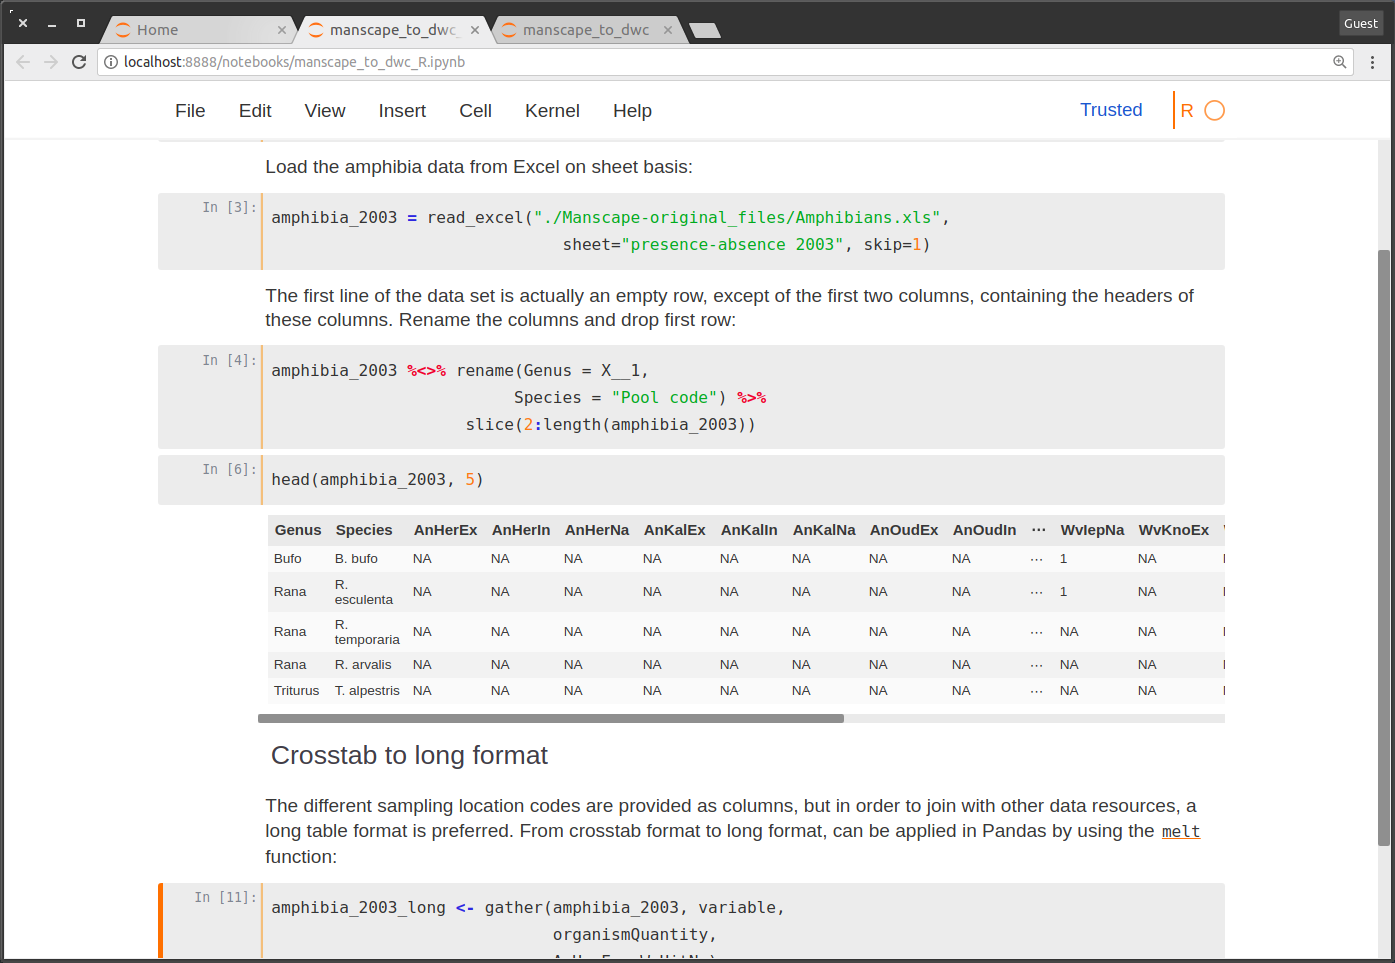 Home
manscape_to_dwc_
manscape_to_dwc
Guest
localhost:8888/notebooks/manscape_to_dwc_R.ipynb
File Edit View Insert Cell Kernel Help Trusted R
Load the amphibia data from Excel on sheet basis:
In [3]:
amphibia_2003 = read_excel("./Manscape-original_files/Amphibians.xls",
sheet="presence-absence 2003", skip=1)
The first line of the data set is actually an empty row, except of the first two columns, containing the headers of
these columns. Rename the columns and drop first row:
In [4]:
amphibia_2003 %<>% rename(Genus = X__1,
Species = "Pool code") %>%
slice(2:length(amphibia_2003))
In [6]:
head(amphibia_2003, 5)
Genus Species AnHerEx AnHerIn AnHerNa AnKalEx AnKalIn AnKalNa AnOudEx AnOudIn ⋯ WvlepNa WvKnoEx
Bufo B. bufo NA NA NA NA NA NA NA NA ⋯ 1 NA
Rana R. esculenta NA NA NA NA NA NA NA NA ⋯ 1 NA
Rana R. temporaria NA NA NA NA NA NA NA NA ⋯ NA NA
Rana R. arvalis NA NA NA NA NA NA NA NA ⋯ NA NA
Triturus T. alpestris NA NA NA NA NA NA NA NA ⋯ NA NA
Crosstab to long format
The different sampling location codes are provided as columns, but in order to join with other data resources, a
long table format is preferred. From crosstab format to long format, can be applied in Pandas by using the melt
function:
In [11]:
amphibia_2003_long <- gather(amphibia_2003, variable,
organismQuantity,